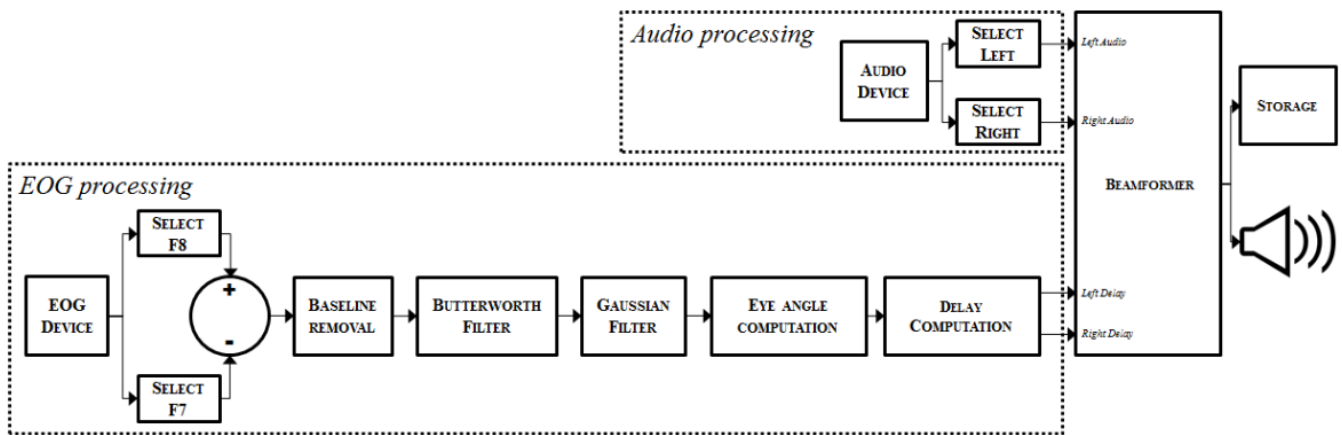 Audio processing
AUDIO
DEVICE
SELECT
LEFT
SELECT
RIGHT
Left Audio
Right Audio
BEAMFORMER
Left Delay
Right Delay
STORAGE
EOG processing
EOG
DEVICE
SELECT
F8
SELECT
F7
+
-
BASELINE
REMOVAL
BUTTERWORTH
FILTER
GAUSSIAN
FILTER
EYE ANGLE
COMPUTATION
DELAY
COMPUTATION